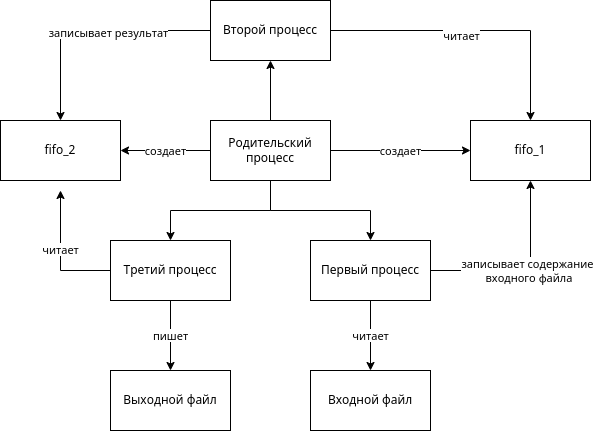 Второй процесс
записывает результат
читает
fifo_2
создает
Родительский
процесс
создает
fifo_1
читает
Третий процесс
Первый процесс
записывает содержание
входного файла
пишет
читает
Выходной файл
Входной файл